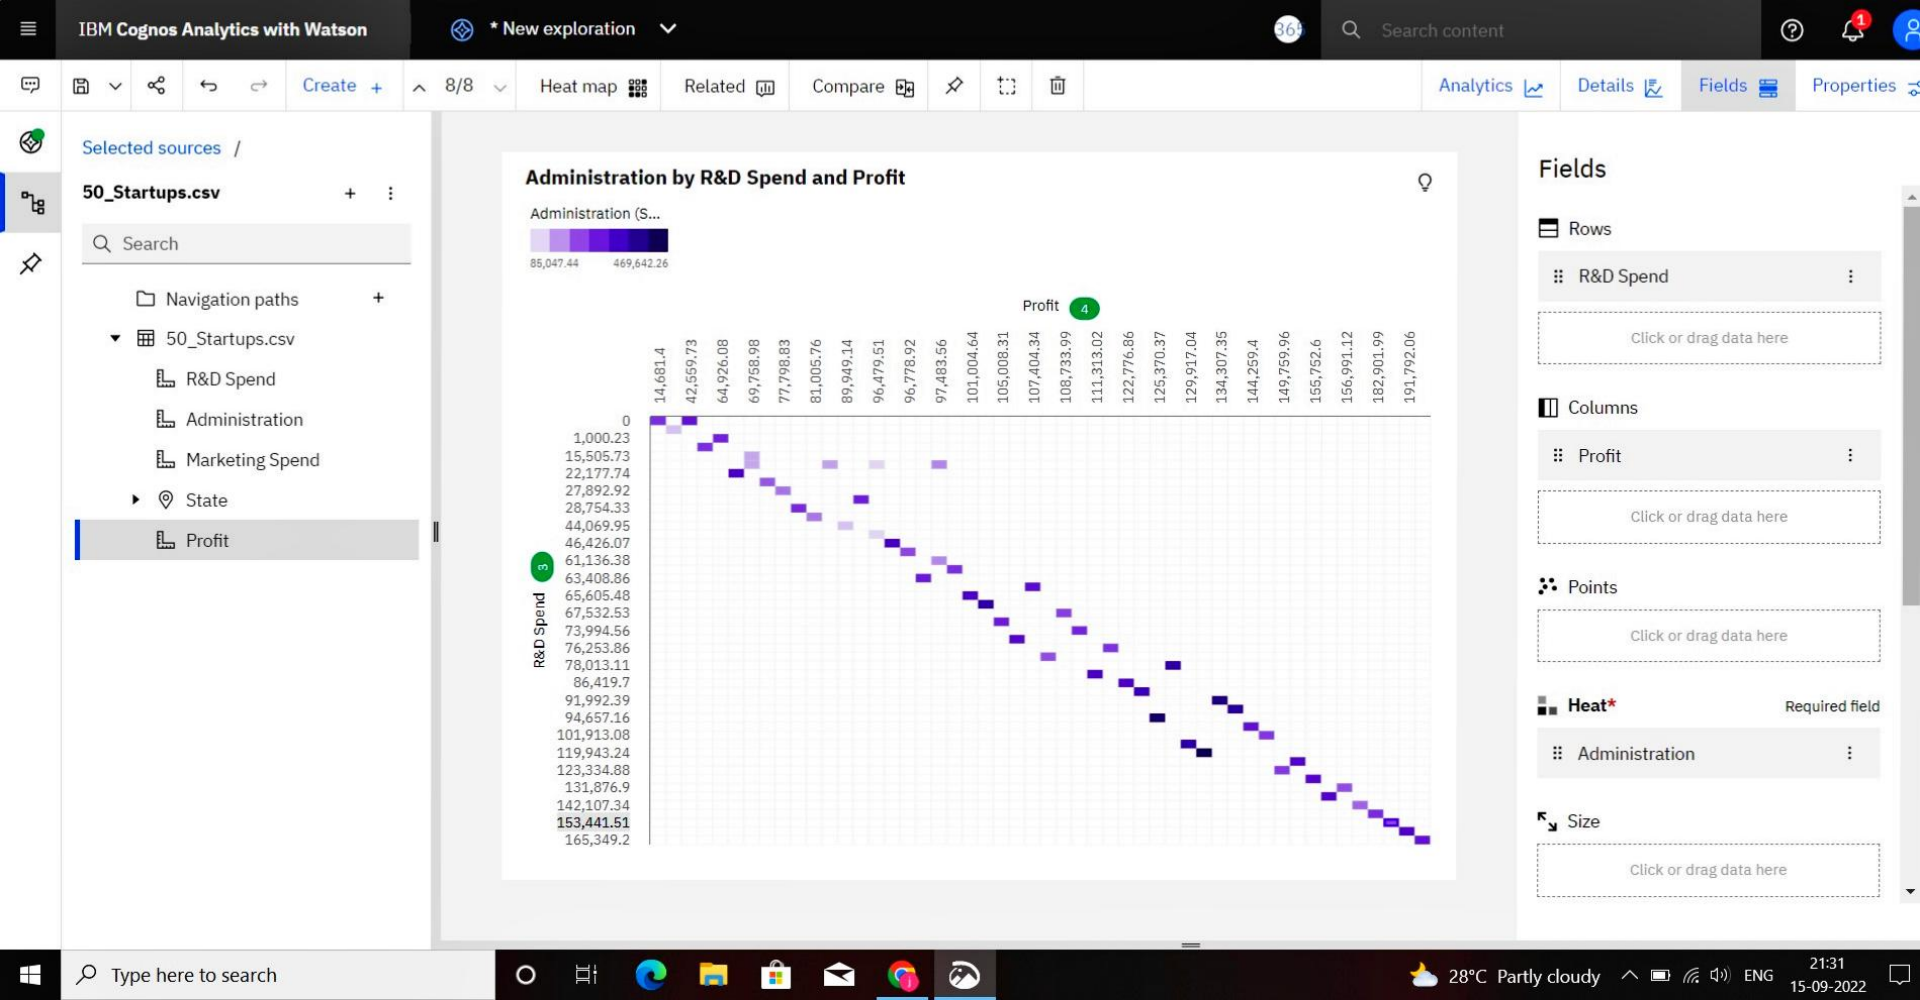 IBM Cognos Analytics with Watson
* New exploration
365
Search content
1
Create +
8/8
Heat map
Related
Compare
Analytics
Details
Fields
Properties
Selected sources /
50_Startups.csv
Search
Navigation paths
50_Startups.csv
R&D Spend
Administration
Marketing Spend
State
Profit
Administration by R&D Spend and Profit
Administration (S...
85,047.44 469,642.26
Profit 4
14,681.4
42,559.73
64,926.08
69,758.98
77,798.83
81,005.76
89,949.14
96,479.51
96,778.92
97,483.56
101,004.64
105,008.31
107,404.34
108,733.99
111,313.02
122,776.86
125,370.37
129,917.04
134,307.35
144,259.4
149,759.96
155,752.6
156,991.12
182,901.99
191,792.06
R&D Spend 3
0
1,000.23
15,505.73
22,177.74
27,892.92
28,754.33
44,069.95
46,426.07
61,136.38
63,408.86
65,605.48
67,532.53
73,994.56
76,253.86
78,013.11
86,419.7
91,992.39
94,657.16
101,913.08
119,943.24
123,334.88
131,876.9
142,107.34
153,441.51
165,349.2
Fields
Rows
R&D Spend
Click or drag data here
Columns
Profit
Click or drag data here
Points
Click or drag data here
Heat* Required field
Administration
Size
Click or drag data here
Type here to search
28°C Partly cloudy
ENG
21:31
15-09-2022